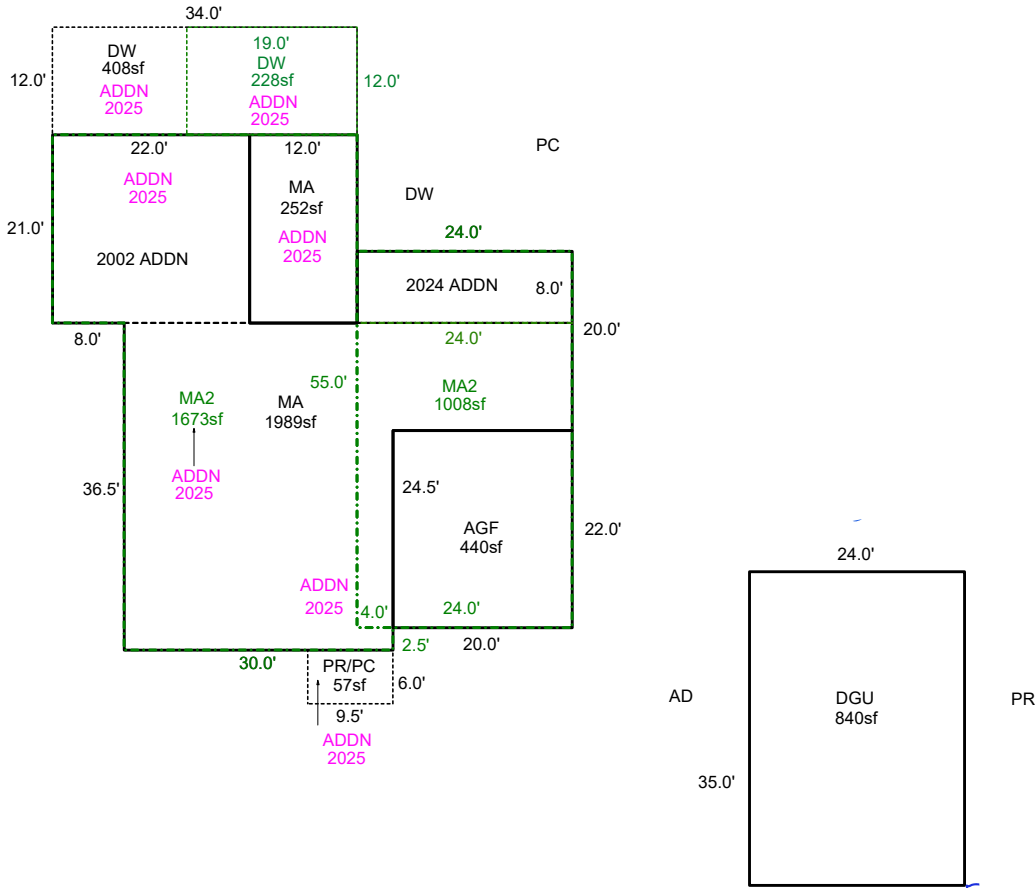 34.0'
DW
408sf
ADDN
2025
12.0'
19.0'
DW
228sf
ADDN
2025
12.0'
PC
22.0'
ADDN
2025
12.0'
MA
252sf
ADDN
2025
DW
21.0'
2002 ADDN
24.0'
2024 ADDN
8.0'
20.0'
8.0'
24.0'
55.0'
MA2
1673sf
MA
1989sf
MA2
1008sf
ADDN
2025
36.5'
24.5'
AGF
440sf
22.0'
ADDN
2025
4.0'
24.0'
2.5'
20.0'
30.0'
PR/PC
57sf
6.0'
9.5'
ADDN
2025
24.0'
AD
DGU
840sf
PR
35.0'